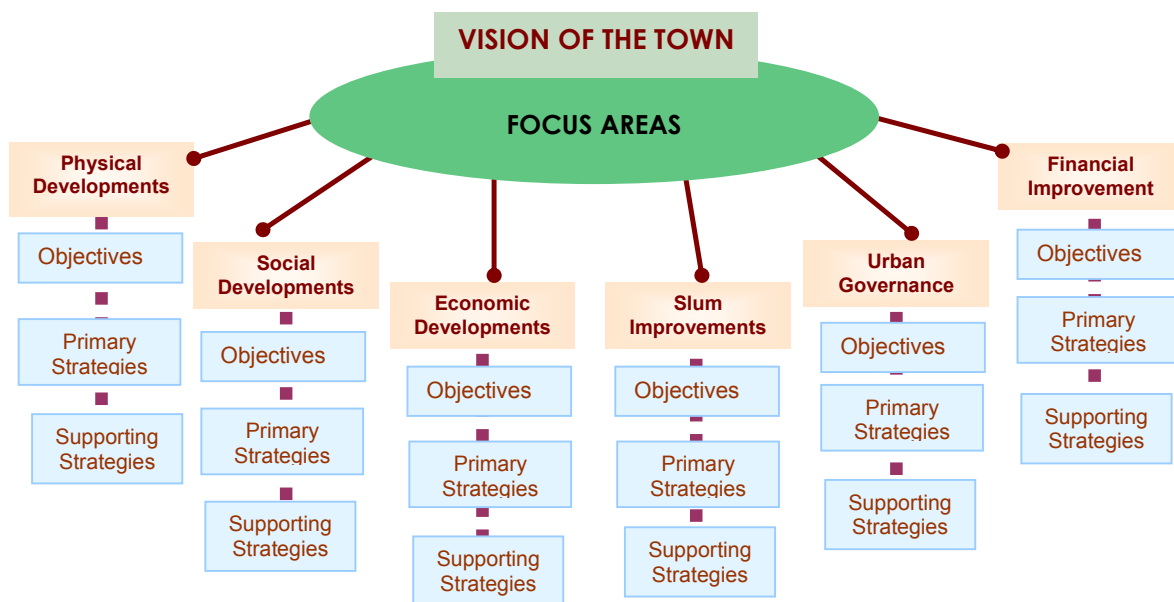 VISION OF THE TOWN
FOCUS AREAS
Physical
Developments
Objectives
Primary
Strategies
Supporting
Strategies
Social
Developments
Objectives
Primary
Strategies
Supporting
Strategies
Economic
Developments
Objectives
Primary
Strategies
Supporting
Strategies
Slum
Improvements
Objectives
Primary
Strategies
Supporting
Strategies
Urban
Governance
Objectives
Primary
Strategies
Supporting
Strategies
Financial
Improvement
Objectives
Primary
Strategies
Supporting
Strategies